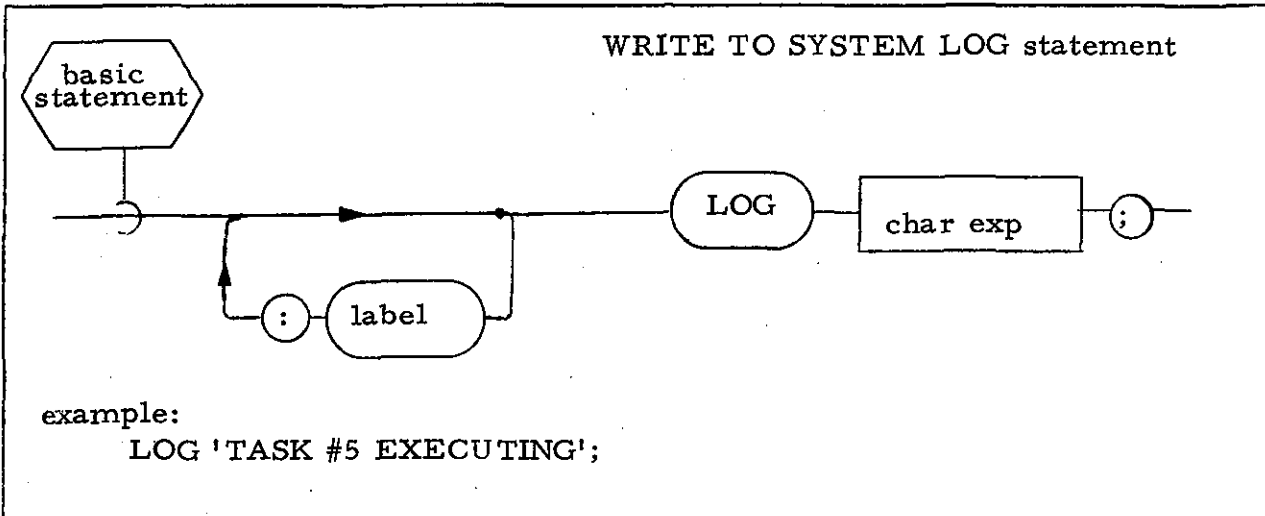 WRITE TO SYSTEM LOG statement
basic
statement
LOG
char exp
;
:
label
example:
LOG 'TASK #5 EXECUTING';